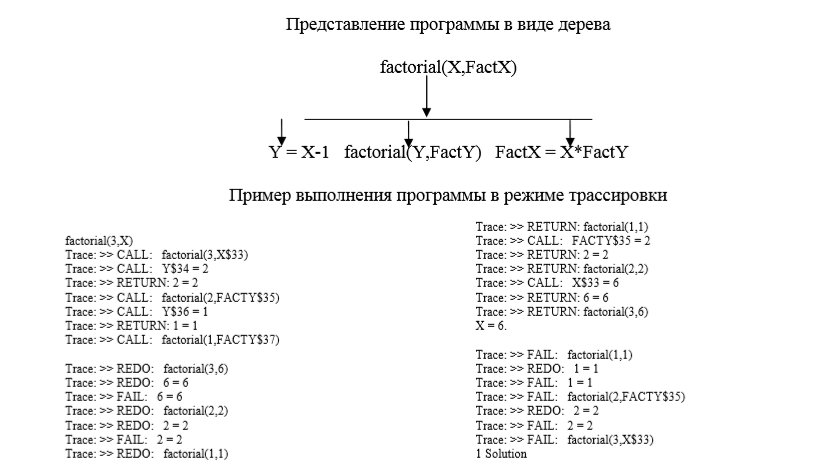 Представление программы в виде дерева
factorial(X,FactX)
Y = X-1 factorial(Y,FactY) FactX = X*FactY
Пример выполнения программы в режиме трассировки
factorial(3,X)
Trace: >> CALL: factorial(3,X$33)
Trace: >> CALL: Y$34 = 2
Trace: >> RETURN: 2 = 2
Trace: >> CALL: factorial(2,FACTY$35)
Trace: >> CALL: Y$36 = 1
Trace: >> RETURN: 1 = 1
Trace: >> CALL: factorial(1,FACTY$37)
Trace: >> RETURN: factorial(1,1)
Trace: >> CALL: FACTY$35 = 2
Trace: >> RETURN: 2 = 2
Trace: >> RETURN: factorial(2,2)
Trace: >> CALL: X$33 = 6
Trace: >> RETURN: 6 = 6
Trace: >> RETURN: factorial(3,6)
X = 6.
Trace: >> REDO: factorial(3,6)
Trace: >> REDO: 6 = 6
Trace: >> FAIL: 6 = 6
Trace: >> REDO: factorial(2,2)
Trace: >> REDO: 2 = 2
Trace: >> FAIL: 2 = 2
Trace: >> REDO: factorial(1,1)
Trace: >> FAIL: factorial(1,1)
Trace: >> REDO: 1 = 1
Trace: >> FAIL: 1 = 1
Trace: >> FAIL: factorial(2,FACTY$35)
Trace: >> REDO: 2 = 2
Trace: >> FAIL: 2 = 2
Trace: >> FAIL: factorial(3,X$33)
1 Solution